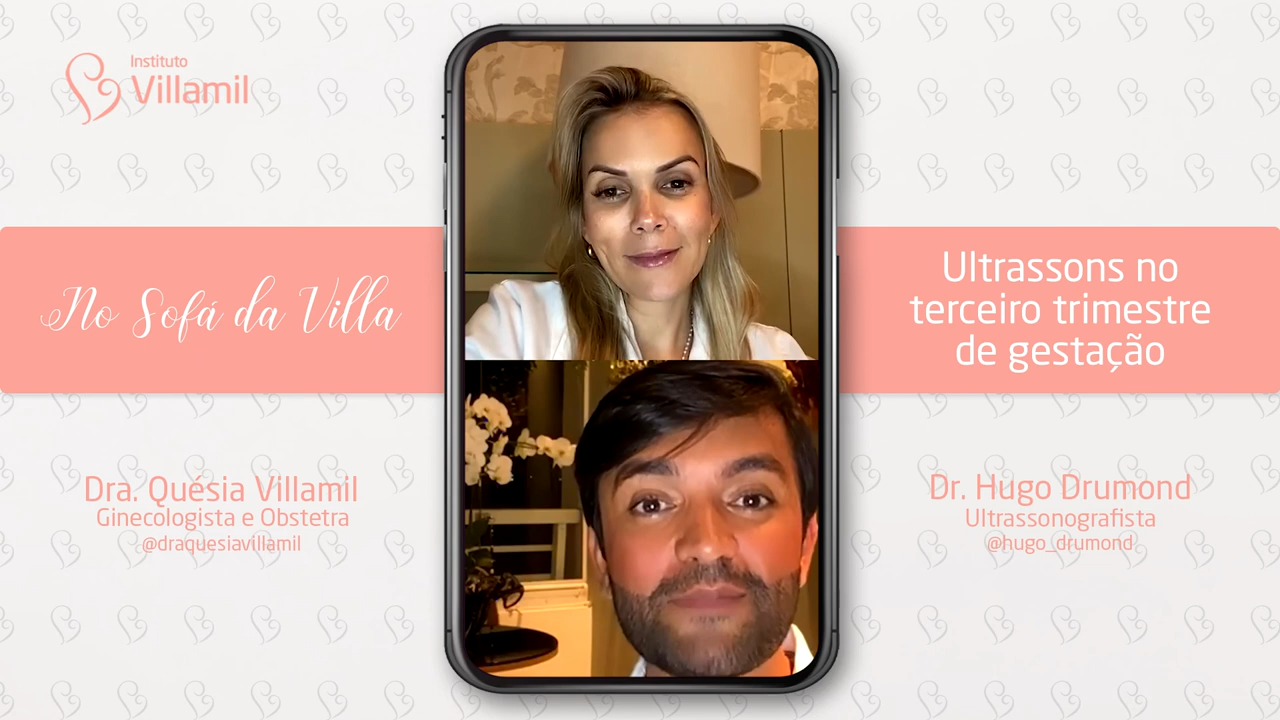 Instituto
Villamil
No Sofá da Villa
Ultrassons no
terceiro trimestre
de gestação
Dra. Quésia Villamil
Ginecologista e Obstetra
@draquesiavillamil
Dr. Hugo Drumond
Ultrassonografista
@hugo_drumond